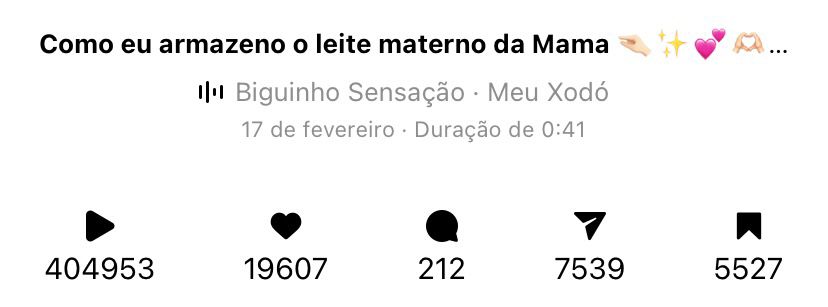 Como eu armazeno o leite materno da Mama 🤏🏻✨💕🫶🏻...
Biguinho Sensação · Meu Xodó
17 de fevereiro · Duração de 0:41
404953 19607 212 7539 5527